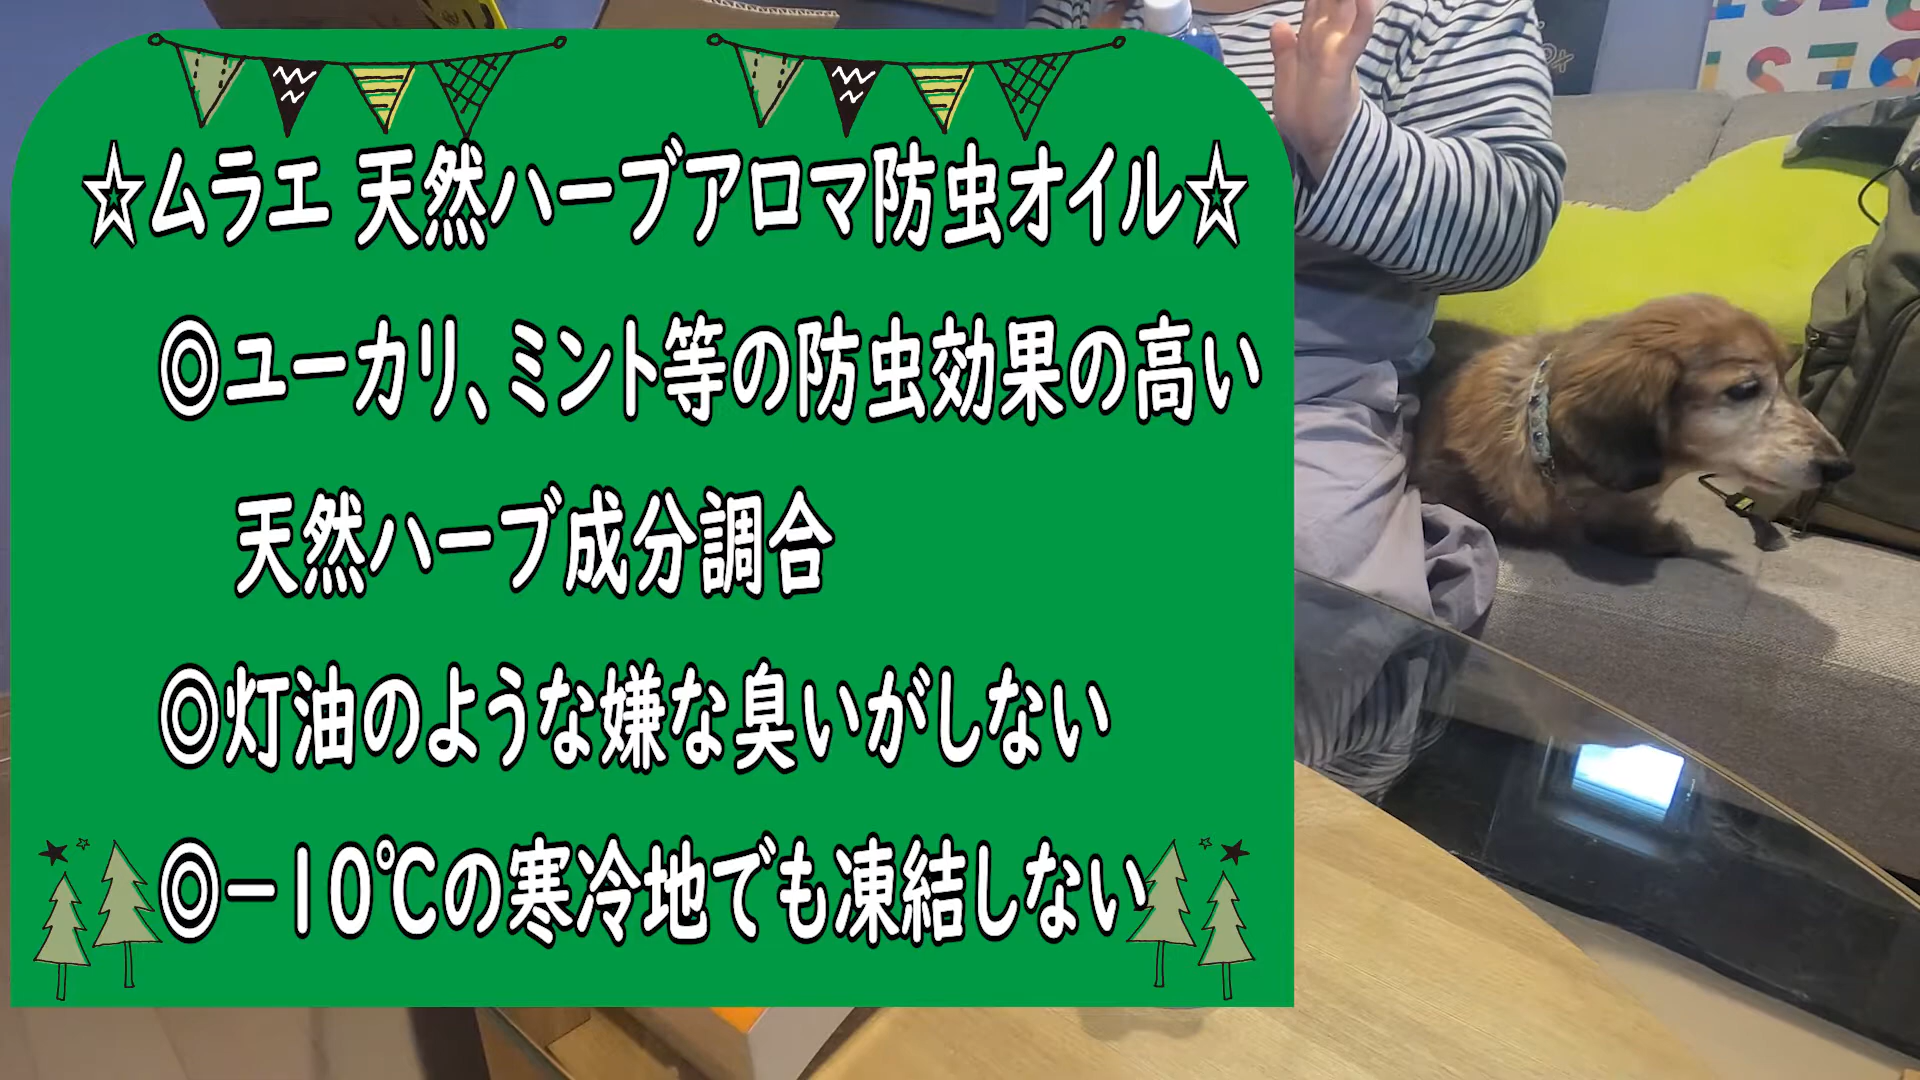 ☆ムラエ 天然ハーブアロマ防虫オイル☆
◎ユーカリ、ミント等の防虫効果の高い
天然ハーブ成分調合
◎灯油のような嫌な臭いがしない
◎−10℃の寒冷地でも凍結しない